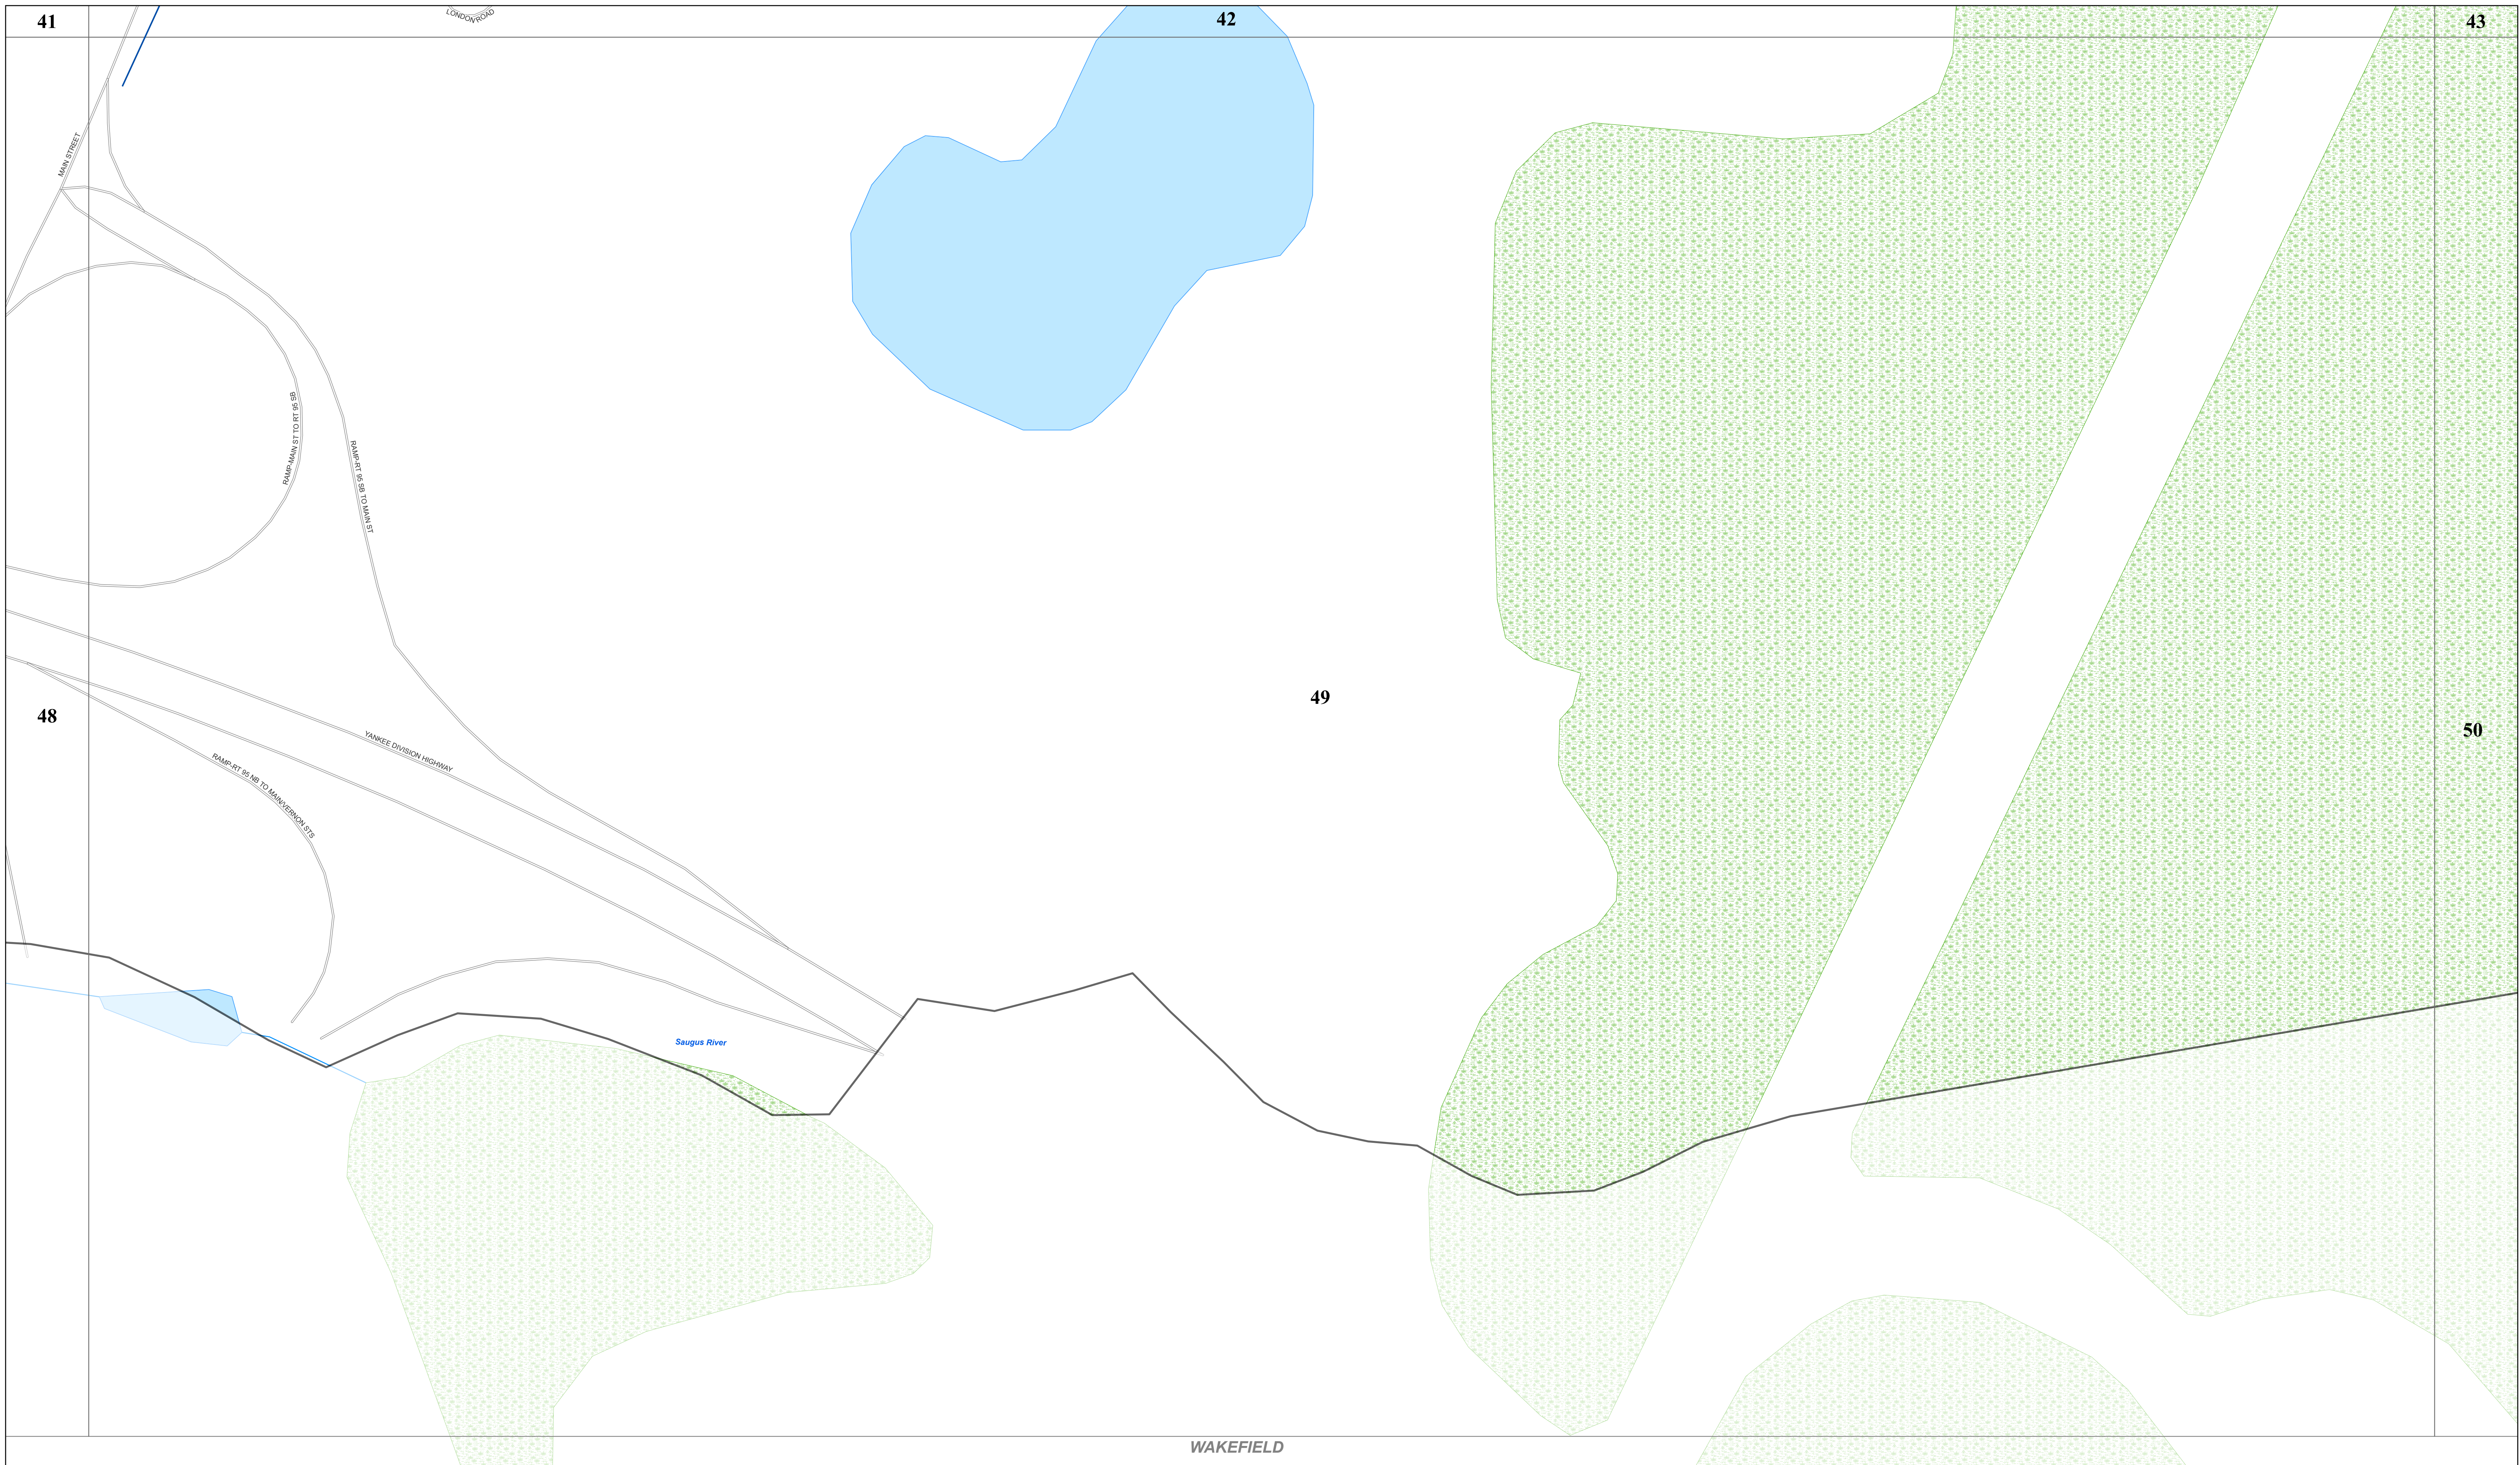 41
LONDON ROAD
42
43
MAIN STREET
RAMP-MAIN ST TO RT 95 SB
RAMP-RT 95 SB TO MAIN ST
49
48
50
YANKEE DIVISION HIGHWAY
RAMP-RT 95 NB TO MAIN/VERNON STS
Saugus River
WAKEFIELD